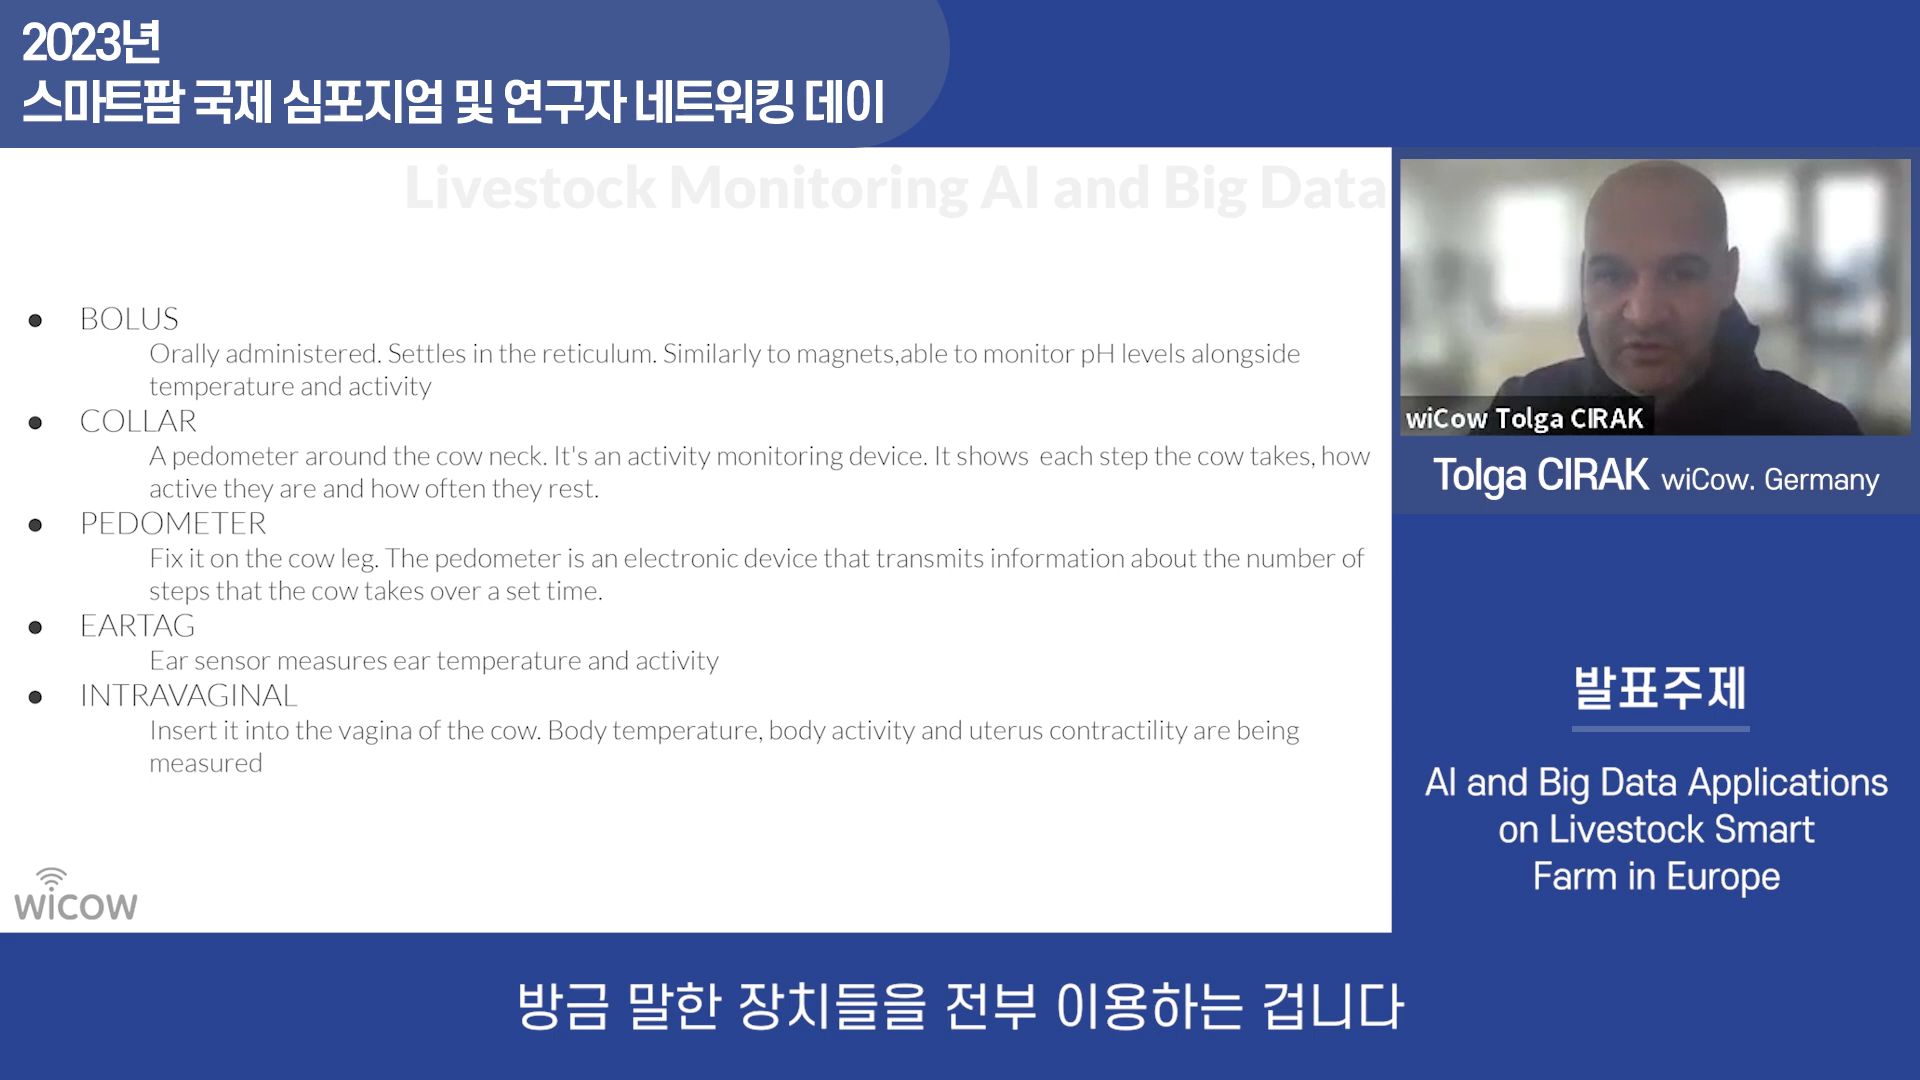 2023년
스마트팜 국제 심포지엄 및 연구자 네트워킹 데이
Livestock Monitoring AI and Big Data
● BOLUS
Orally administered. Settles in the reticulum. Similarly to magnets,able to monitor pH levels alongside
temperature and activity
● COLLAR
A pedometer around the cow neck. It's an activity monitoring device. It shows each step the cow takes, how
active they are and how often they rest.
● PEDOMETER
Fix it on the cow leg. The pedometer is an electronic device that transmits information about the number of
steps that the cow takes over a set time.
● EARTAG
Ear sensor measures ear temperature and activity
● INTRAVAGINAL
Insert it into the vagina of the cow. Body temperature, body activity and uterus contractility are being
measured
wicow
wiCow Tolga CIRAK
Tolga CIRAK wiCow. Germany
발표주제
AI and Big Data Applications
on Livestock Smart
Farm in Europe
방금 말한 장치들을 전부 이용하는 겁니다